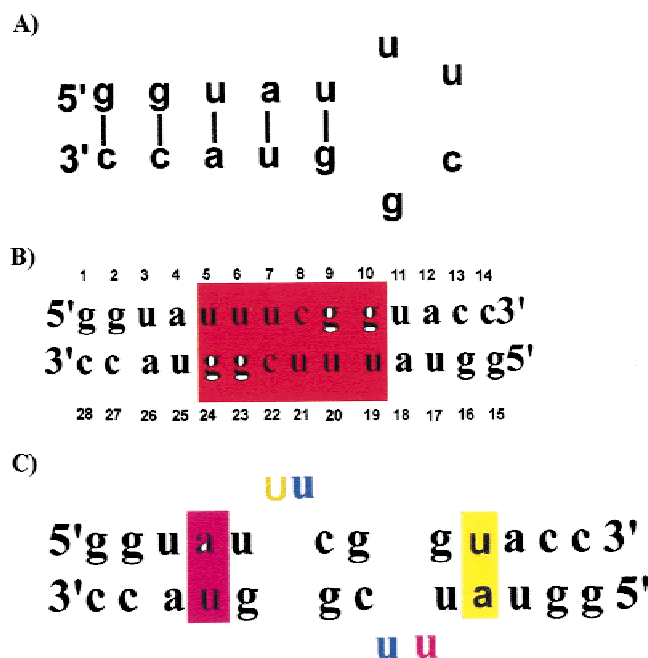 A)
u
5' g g u a u u
3' c c a u g c
g
B)
1 2 3 4 5 6 7 8 9 10 11 12 13 14
5'g g u a u u u c g g u a c c3'
3'c c a u g g c u u u a u g g5'
28 27 26 25 24 23 22 21 20 19 18 17 16 15
C)
u u
5'g g u a u c g g u a c c 3'
3'c c a u g g c u a u g g 5'
u u